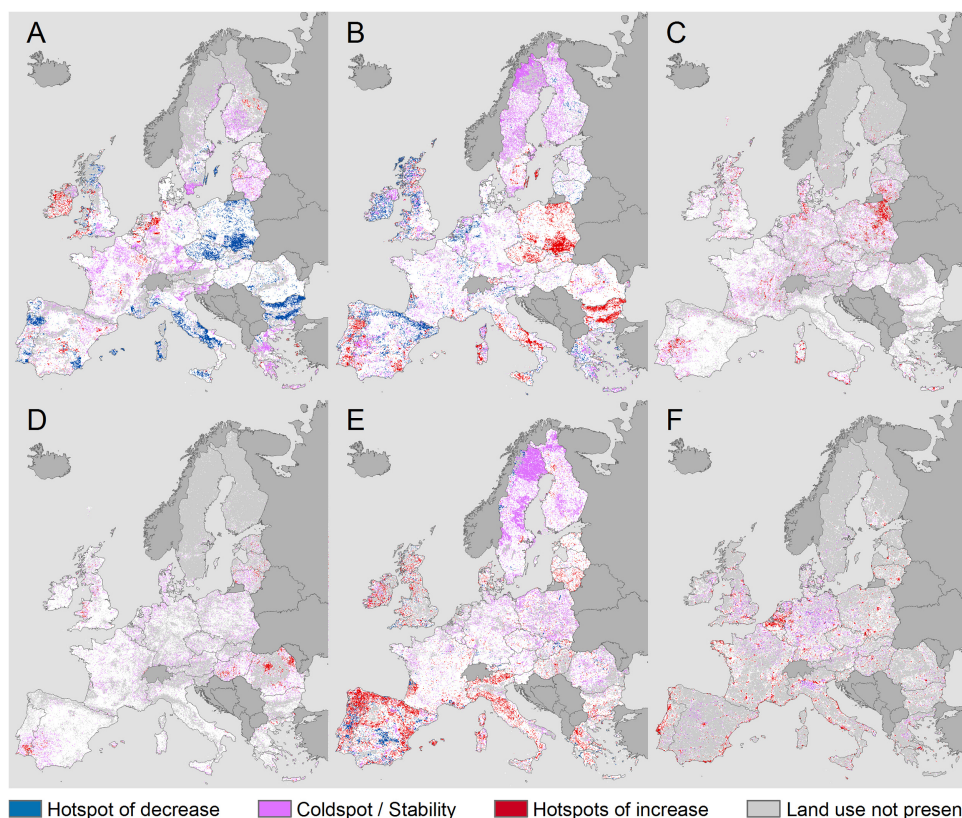 A B C
D E F
Hotspot of decrease Coldspot / Stability Hotspots of increase Land use not presen